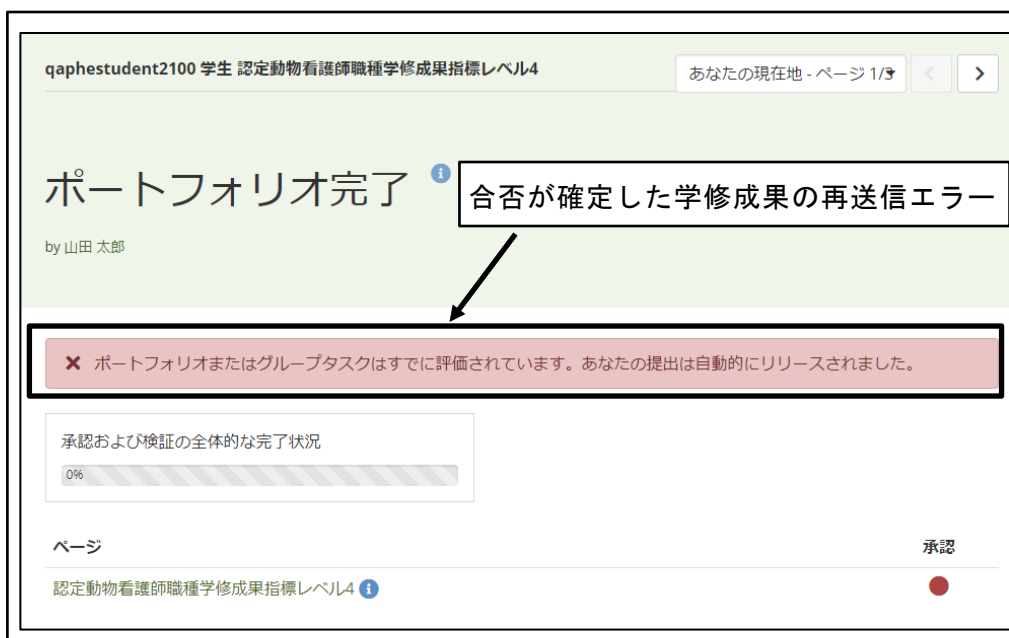 qaphestudent2100 学生 認定動物看護師職種学修成果指標レベル4
あなたの現在地 - ページ 1/3
ポートフォリオ完了
合否が確定した学修成果の再送信エラー
by 山田 太郎
ポートフォリオまたはグループタスクはすでに評価されています。あなたの提出は自動的にリリースされました。
承認および検証の全体的な完了状況
0%
ページ 承認
認定動物看護師職種学修成果指標レベル4